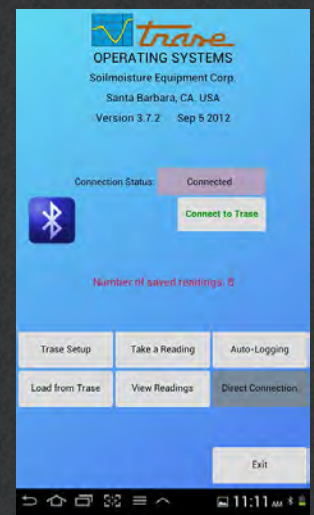 trase
OPERATING SYSTEMS
Soilmoisture Equipment Corp.
Santa Barbara, CA. USA
Version 3.7.2 Sep 5 2012
Connection Status: Connected
Connect to Trase
Number of saved readings: 8
Trase Setup Take a Reading Auto-Logging
Load from Trase View Readings Direct Connection
Exit
11:11 AM